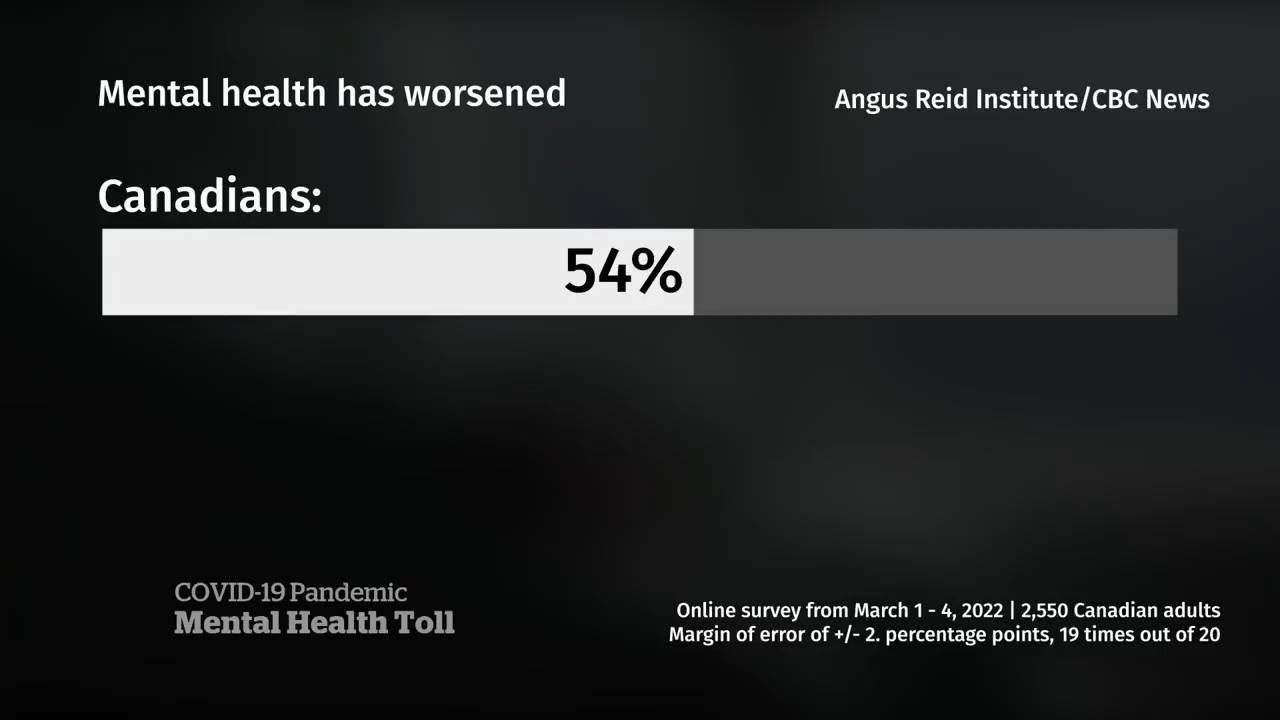 Mental health has worsened
Angus Reid Institute/CBC News
Canadians:
54%
COVID-19 Pandemic
Mental Health Toll
Online survey from March 1 - 4, 2022 | 2,550 Canadian adults
Margin of error of +/- 2. percentage points, 19 times out of 20